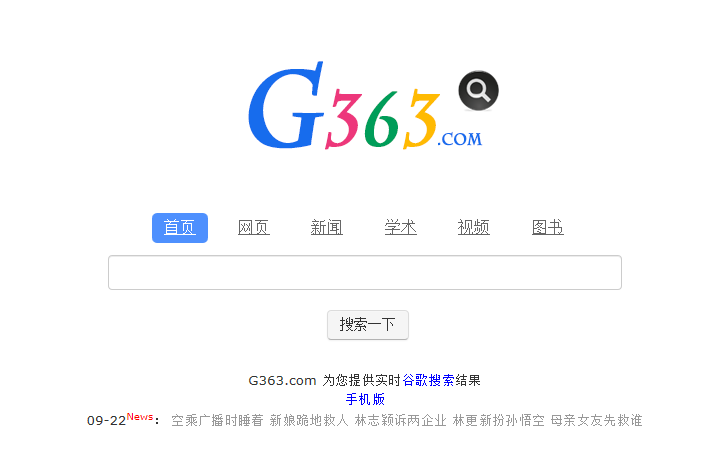 G363.COM
首页 网页 新闻 学术 视频 图书
搜索一下
G363.com 为您提供实时谷歌搜索结果
手机版
09-22News： 空乘广播时睡着 新娘跪地救人 林志颖诉两企业 林更新扮孙悟空 母亲女友先救谁